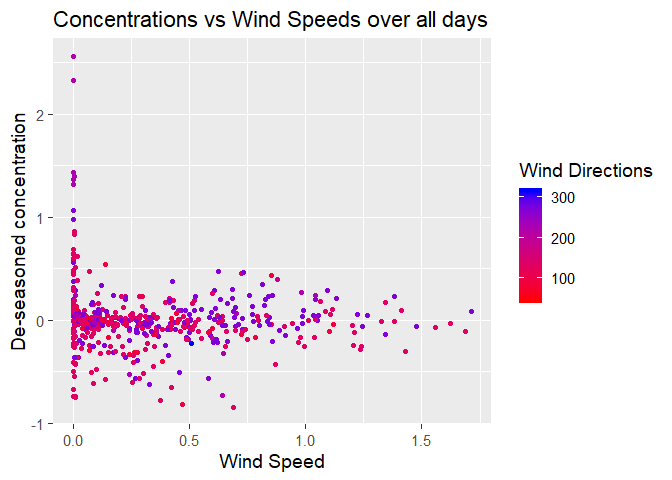 Concentrations vs Wind Speeds over all days
De-seasoned concentration
2
1
0
-1
0.0 0.5 1.0 1.5
Wind Speed
Wind Directions
300
200
100